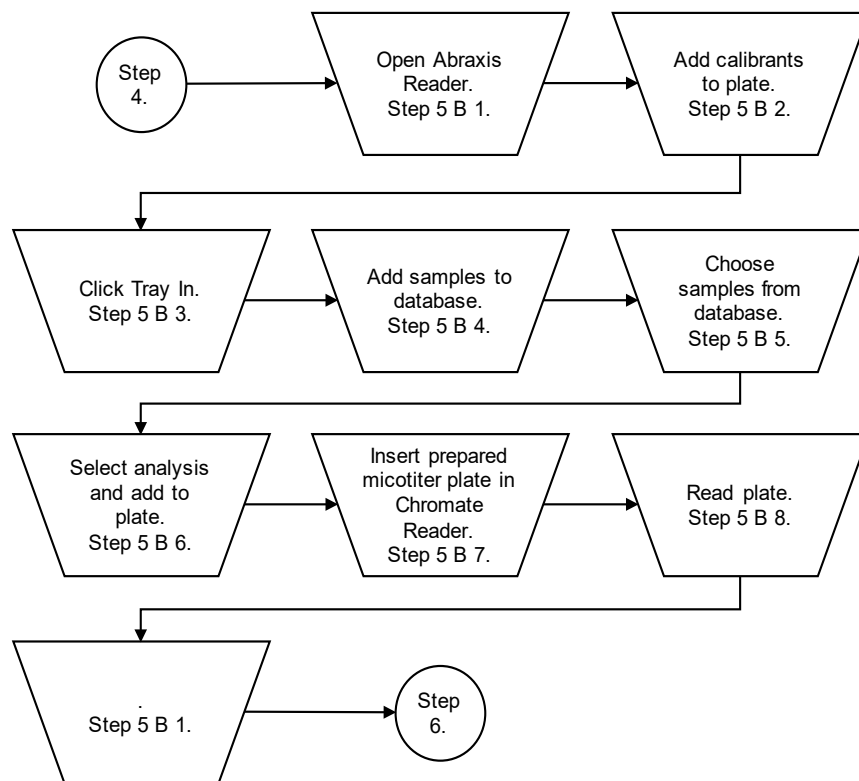 Step
4.
Open Abraxis
Reader.
Step 5 B 1.
Add calibrants
to plate.
Step 5 B 2.
Click Tray In.
Step 5 B 3.
Add samples to
database.
Step 5 B 4.
Choose
samples from
database.
Step 5 B 5.
Select analysis
and add to
plate.
Step 5 B 6.
Insert prepared
micotiter plate in
Chromate
Reader.
Step 5 B 7.
Read plate.
Step 5 B 8.
.
Step 5 B 1.
Step
6.